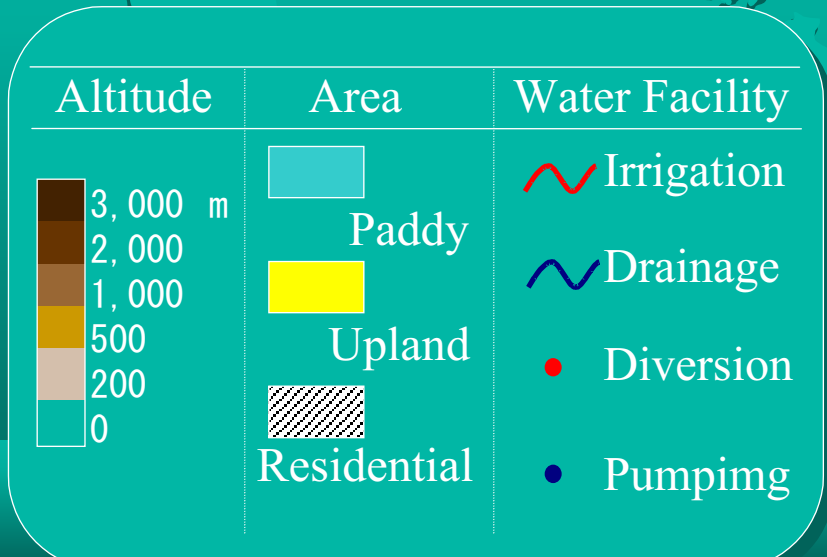 Altitude
3,000 m
2,000
1,000
500
200
0
Area
Paddy
Upland
Residential
Water Facility
Irrigation
Drainage
Diversion
Pumpimg